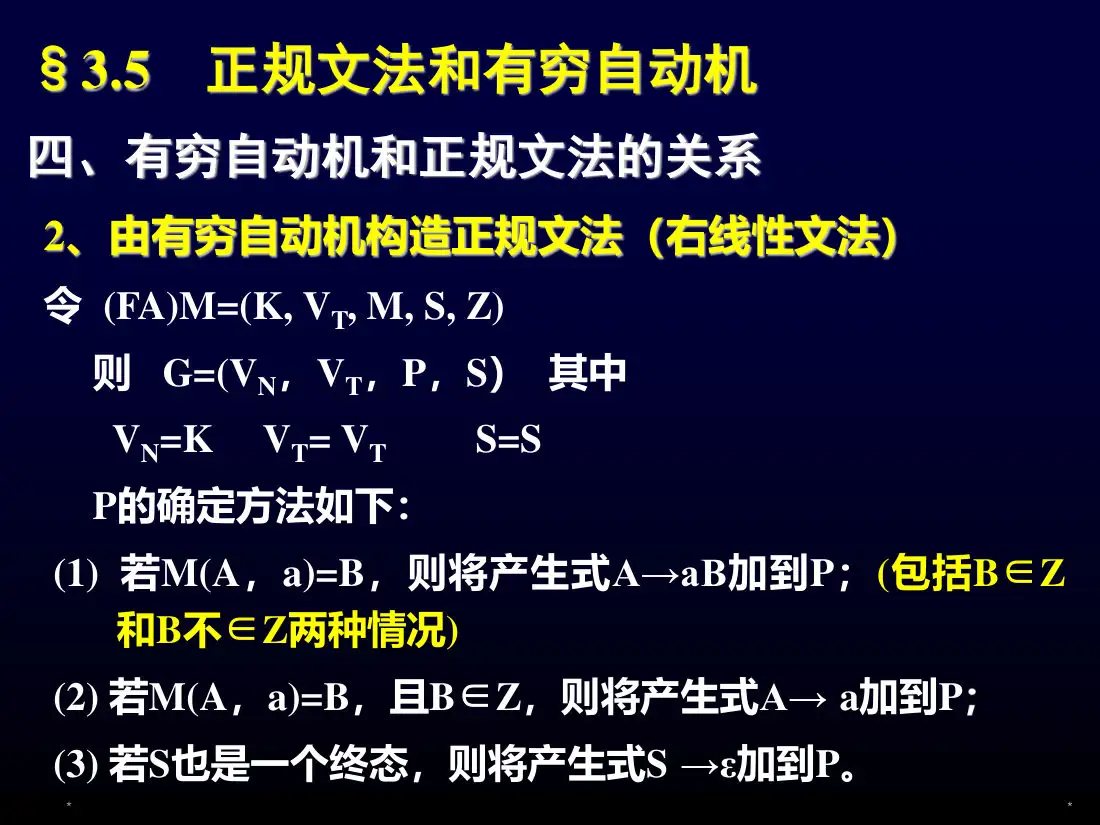 §3.5 正规文法和有穷自动机
四、有穷自动机和正规文法的关系
2、由有穷自动机构造正规文法（右线性文法）
令 (FA)M=(K, VT, M, S, Z)
则 G=(VN，VT，P，S） 其中
VN=K VT= VT S=S
P的确定方法如下：
(1) 若M(A，a)=B，则将产生式A→aB加到P；(包括B∈Z
和B不∈Z两种情况)
(2) 若M(A，a)=B，且B∈Z，则将产生式A→ a加到P；
(3) 若S也是一个终态，则将产生式S →ε加到P。
* *